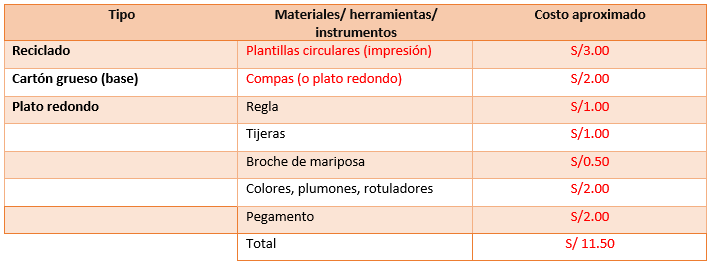 Tipo Materiales/ herramientas/ instrumentos Costo aproximado
Reciclado Plantillas circulares (impresión) S/3.00
Cartón grueso (base) Compas (o plato redondo) S/2.00
Plato redondo Regla S/1.00
Tijeras S/1.00
Broche de mariposa S/0.50
Colores, plumones, rotuladores S/2.00
Pegamento S/2.00
Total S/ 11.50